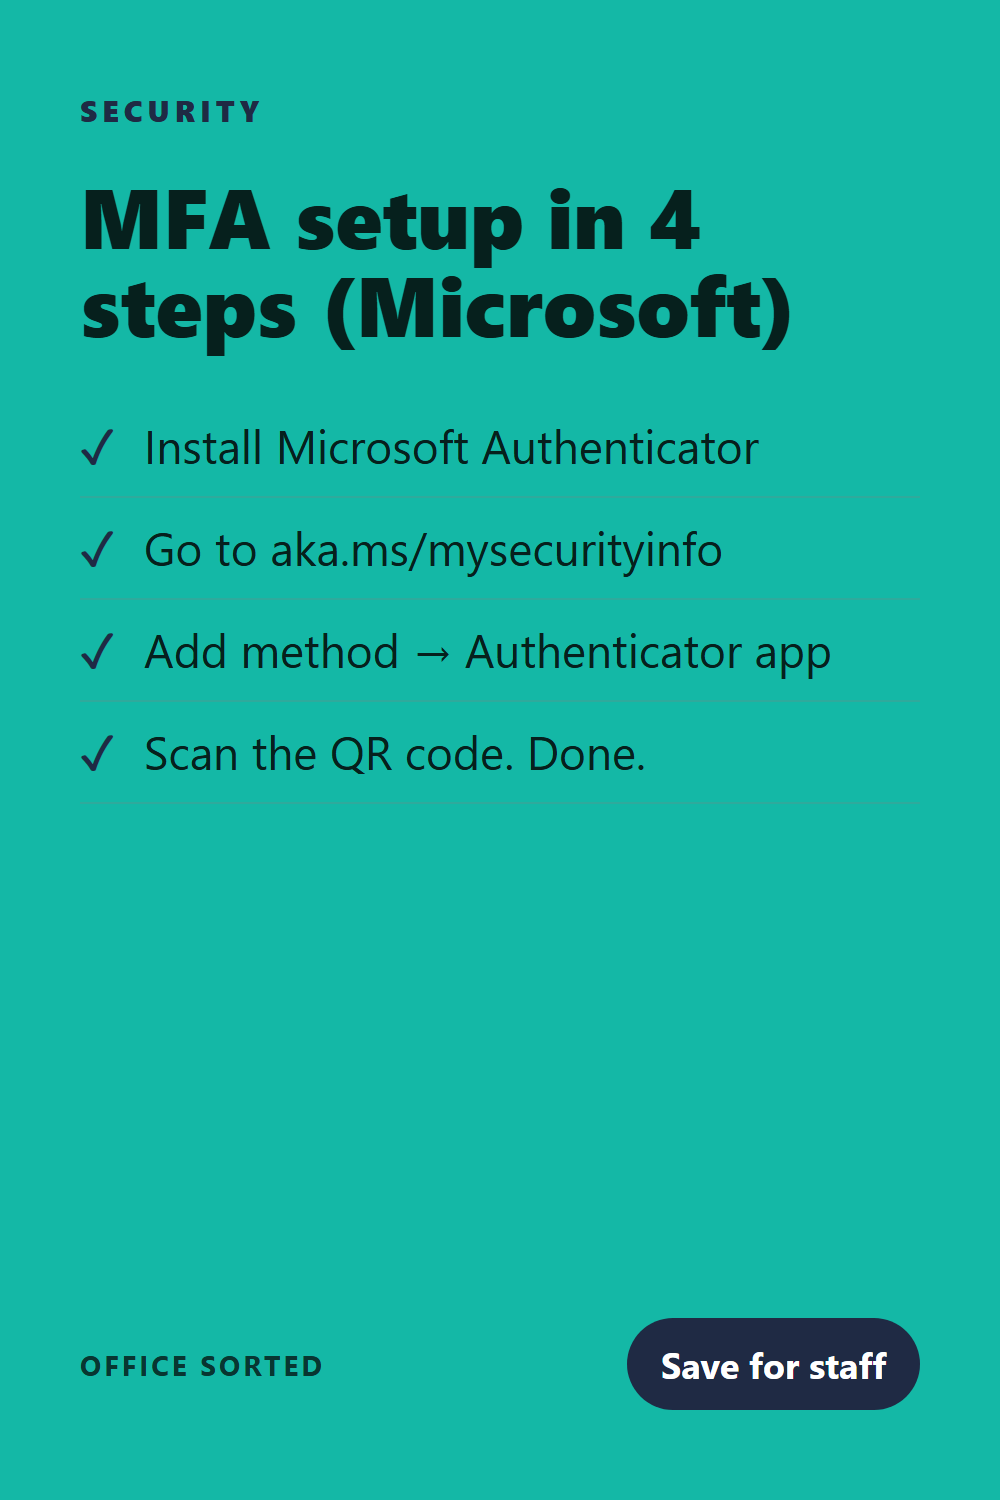 SECURITY
MFA setup in 4
steps (Microsoft)
✓ Install Microsoft Authenticator
✓ Go to aka.ms/mysecurityinfo
✓ Add method → Authenticator app
✓ Scan the QR code. Done.
OFFICE SORTED
Save for staff